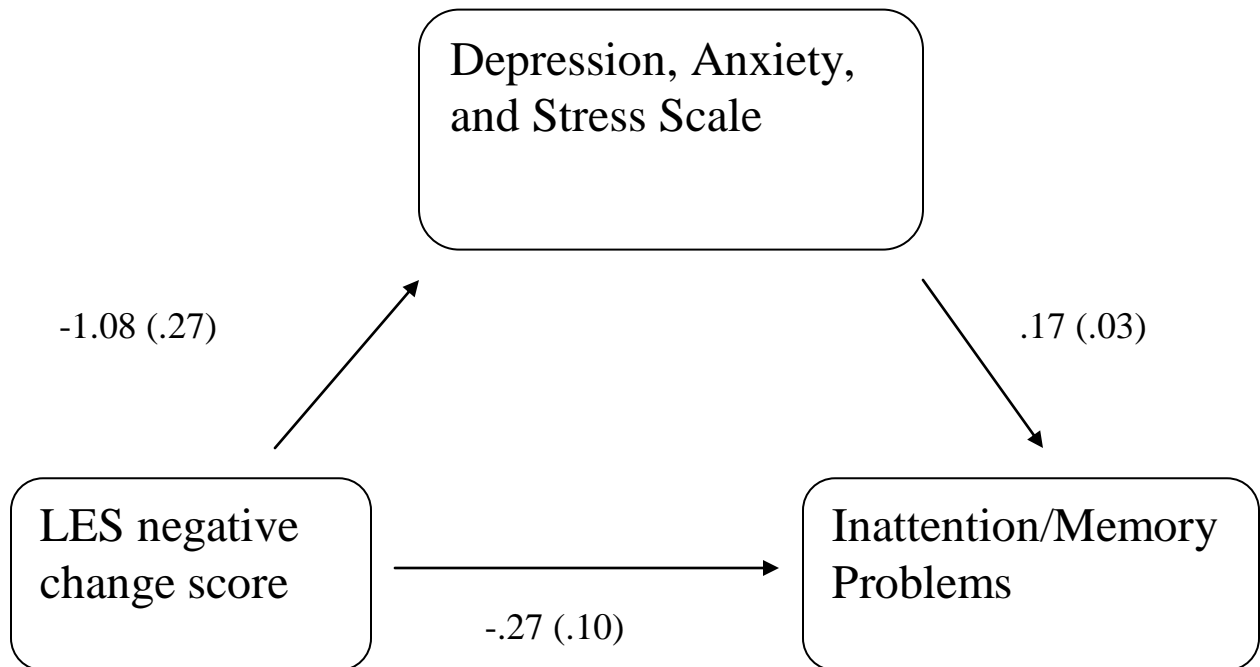 Depression, Anxiety,
and Stress Scale
-1.08 (.27)
.17 (.03)
LES negative
change score
Inattention/Memory
Problems
-.27 (.10)